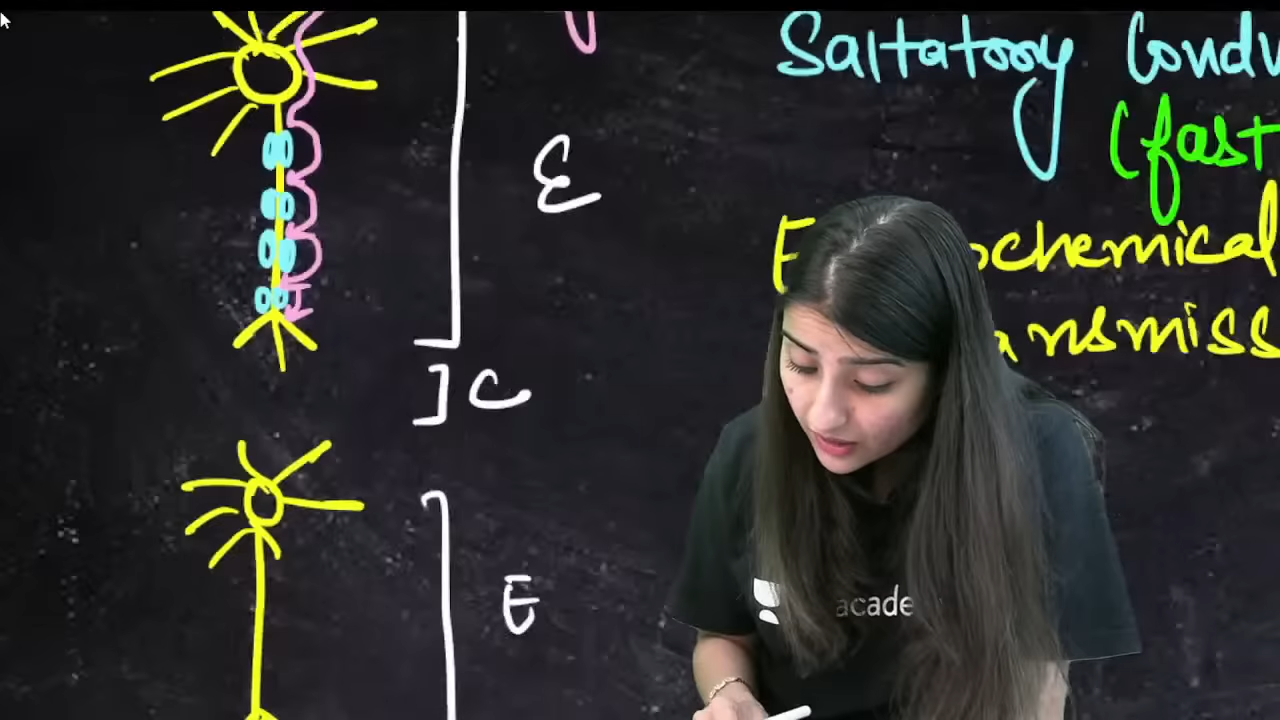 Saltatory Condu
(fast
E
ochemical
E
ansmiss
] C
E
acade